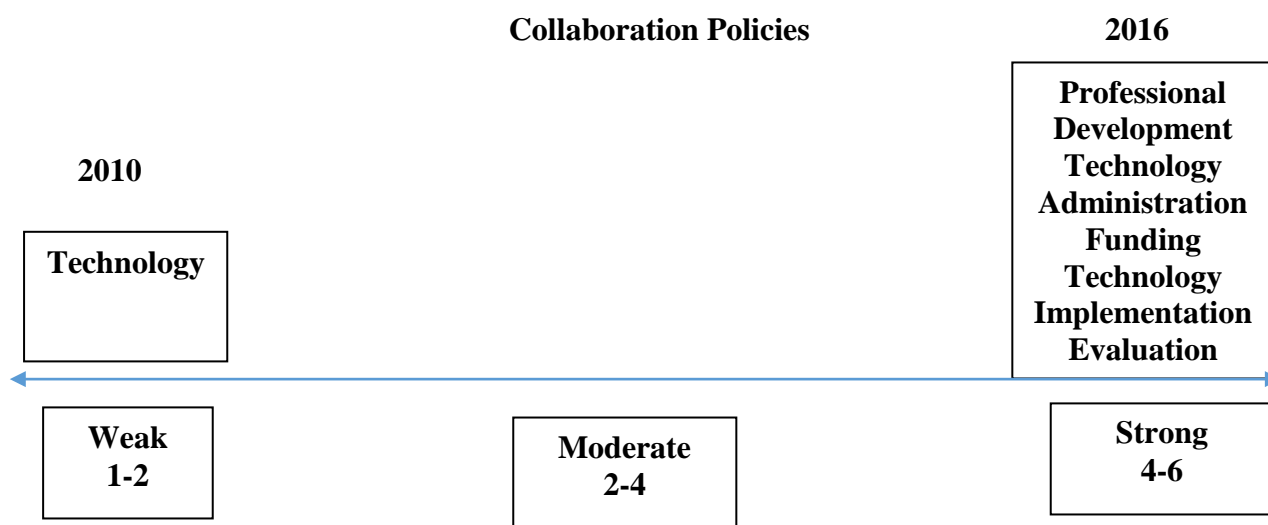 Collaboration Policies
2016
Professional
Development
Technology
Administration
Funding
Technology
Implementation
Evaluation
2010
Technology
Weak
1-2
Moderate
2-4
Strong
4-6